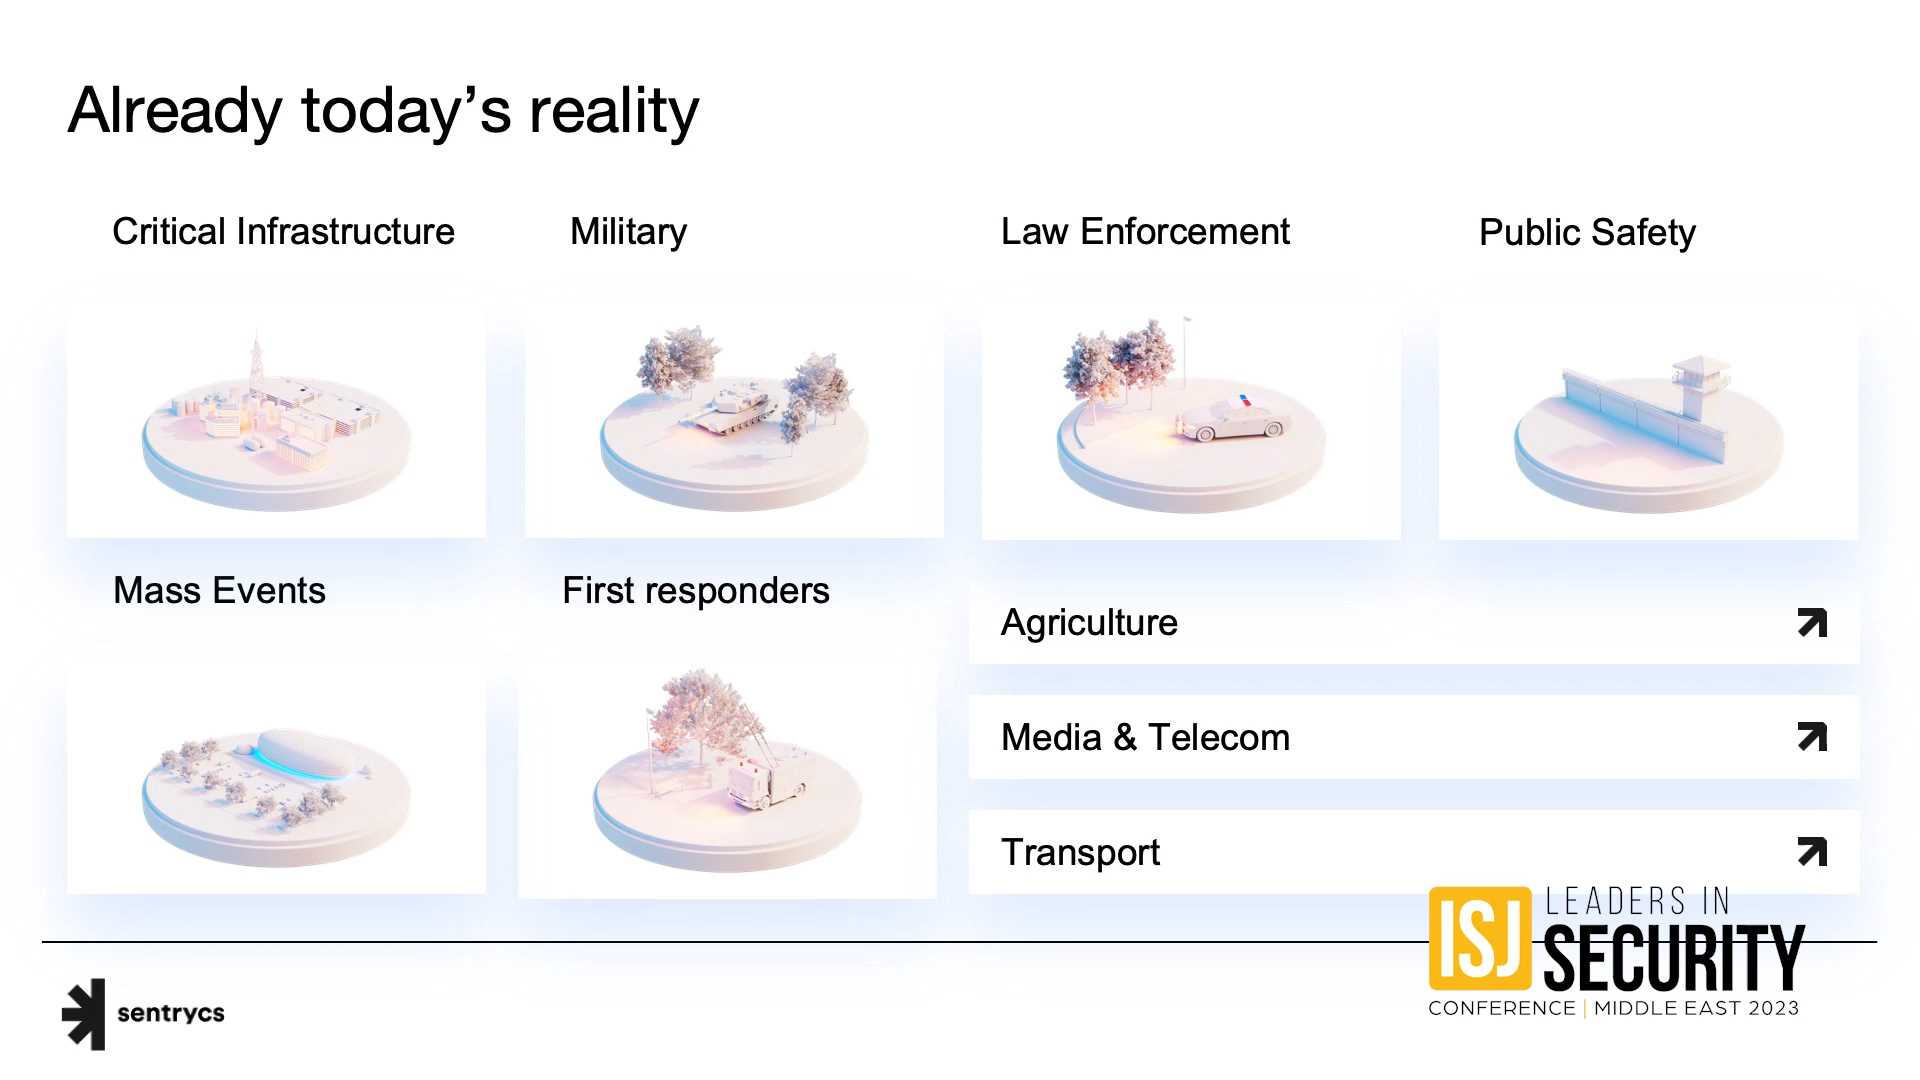 Already today’s reality
Critical Infrastructure
Military
Law Enforcement
Public Safety
Mass Events
First responders
Agriculture
Media & Telecom
Transport
sentrycs
ISJ
LEADERS IN
SECURITY
CONFERENCE | MIDDLE EAST 2023